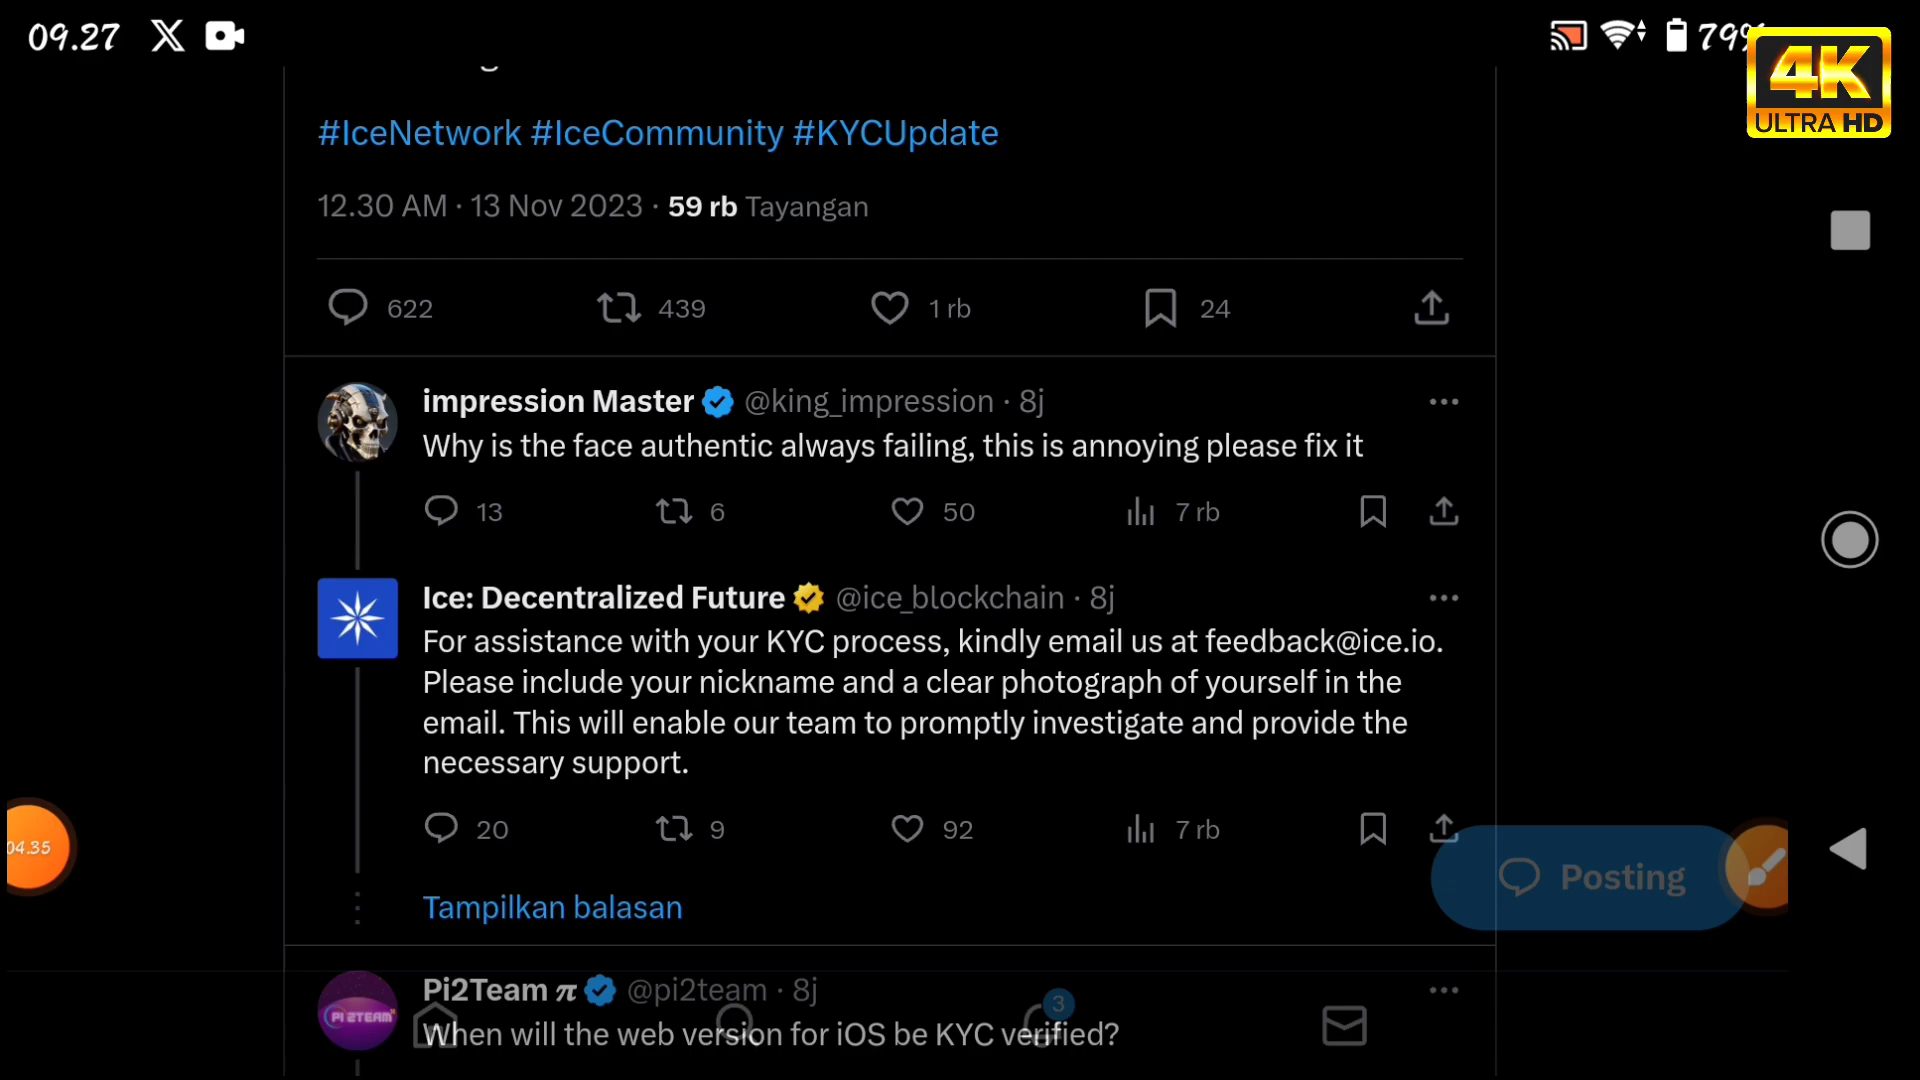 09.27
79%
4K
ULTRA HD
#IceNetwork #IceCommunity #KYCUpdate
12.30 AM · 13 Nov 2023 · 59 rb Tayangan
622 439 1 rb 24
impression Master @king_impression · 8j
Why is the face authentic always failing, this is annoying please fix it
13 6 50 7 rb
Ice: Decentralized Future @ice_blockchain · 8j
For assistance with your KYC process, kindly email us at feedback@ice.io.
Please include your nickname and a clear photograph of yourself in the
email. This will enable our team to promptly investigate and provide the
necessary support.
20 9 92 7 rb
04.35
Posting
Tampilkan balasan
Pi2Team π @pi2team · 8j
PI2TEAM
3
When will the web version for iOS be KYC verified?